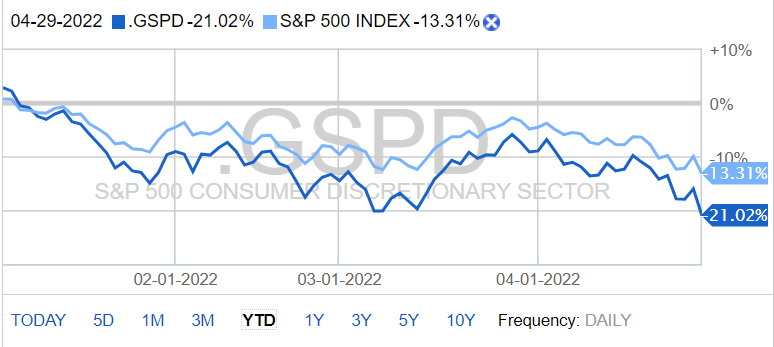 04-29-2022 .GSPD -21.02% S&P 500 INDEX -13.31%
+10%
0%
.GSPD
-10%
-13.31%
S&P 500 CONSUMER DISCRETIONARY SECTOR
-21.02%
02-01-2022 03-01-2022 04-01-2022
TODAY 5D 1M 3M YTD 1Y 3Y 5Y 10Y Frequency: DAILY